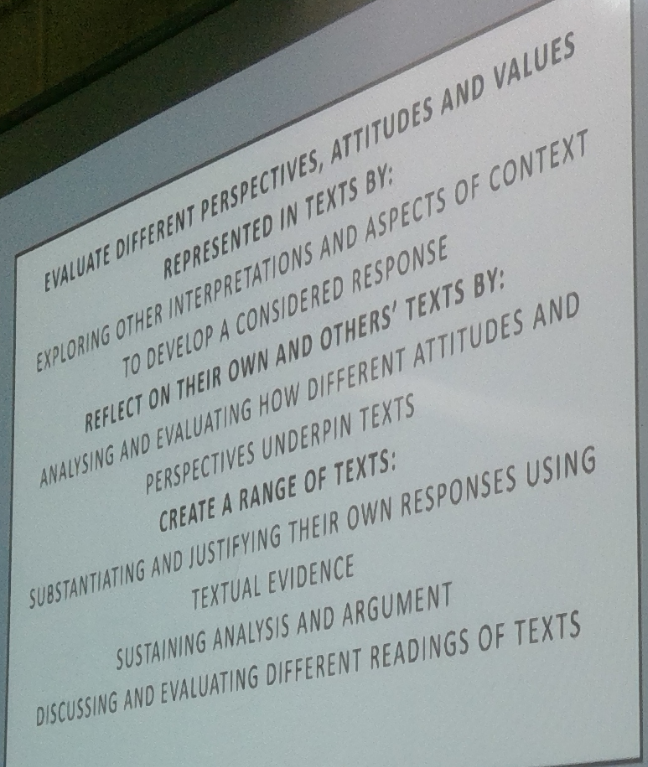 EVALUATE DIFFERENT PERSPECTIVES, ATTITUDES AND VALUES
REPRESENTED IN TEXTS BY:
EXPLORING OTHER INTERPRETATIONS AND ASPECTS OF CONTEXT
TO DEVELOP A CONSIDERED RESPONSE
REFLECT ON THEIR OWN AND OTHERS' TEXTS BY:
ANALYSING AND EVALUATING HOW DIFFERENT ATTITUDES AND
PERSPECTIVES UNDERPIN TEXTS
CREATE A RANGE OF TEXTS:
SUBSTANTIATING AND JUSTIFYING THEIR OWN RESPONSES USING
TEXTUAL EVIDENCE
SUSTAINING ANALYSIS AND ARGUMENT
DISCUSSING AND EVALUATING DIFFERENT READINGS OF TEXTS